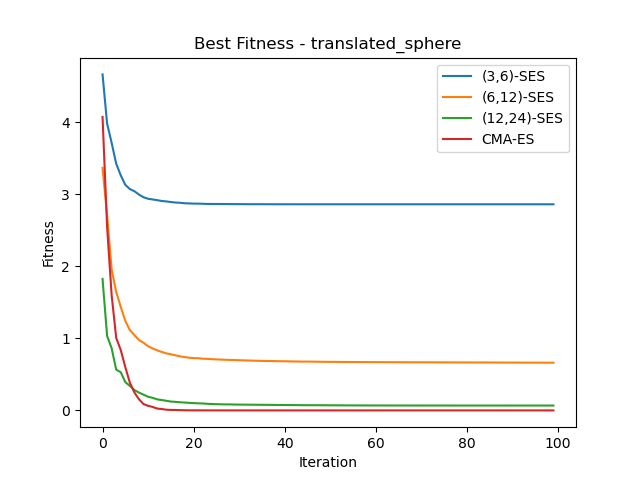 Best Fitness - translated_sphere
(3,6)-SES
(6,12)-SES
(12,24)-SES
CMA-ES
Fitness
4
3
2
1
0
0 20 40 60 80 100
Iteration